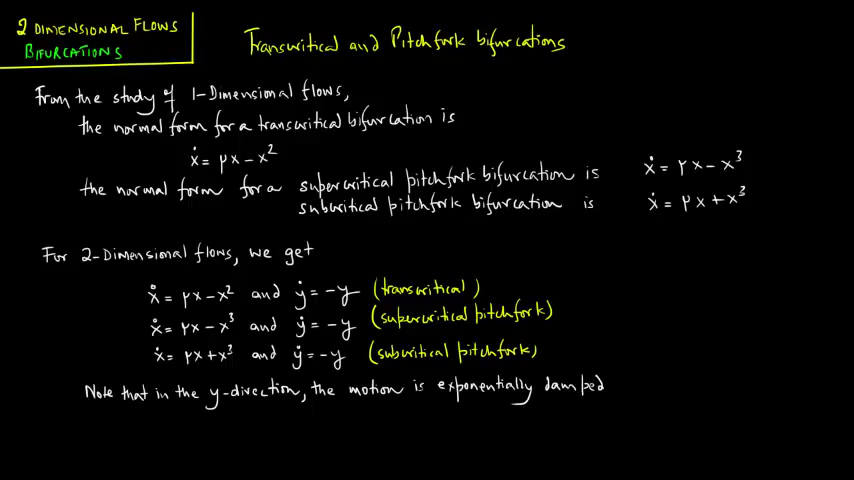 2 DIMENSIONAL FLOWS
BIFURCATIONS
Transcritical and Pitchfork bifurcations
From the study of 1-Dimensional flows,
the normal form for a transcritical bifurcation is
ẋ = μx − x²
the normal form for a supercritical pitchfork bifurcation is ẋ = μx − x³
subcritical pitchfork bifurcation is ẋ = μx + x³
For 2-Dimensional flows, we get
ẋ = μx − x² and ẏ = −y (transcritical)
ẋ = μx − x³ and ẏ = −y (supercritical pitchfork)
ẋ = μx + x³ and ẏ = −y (subcritical pitchfork)
Note that in the y-direction, the motion is exponentially damped